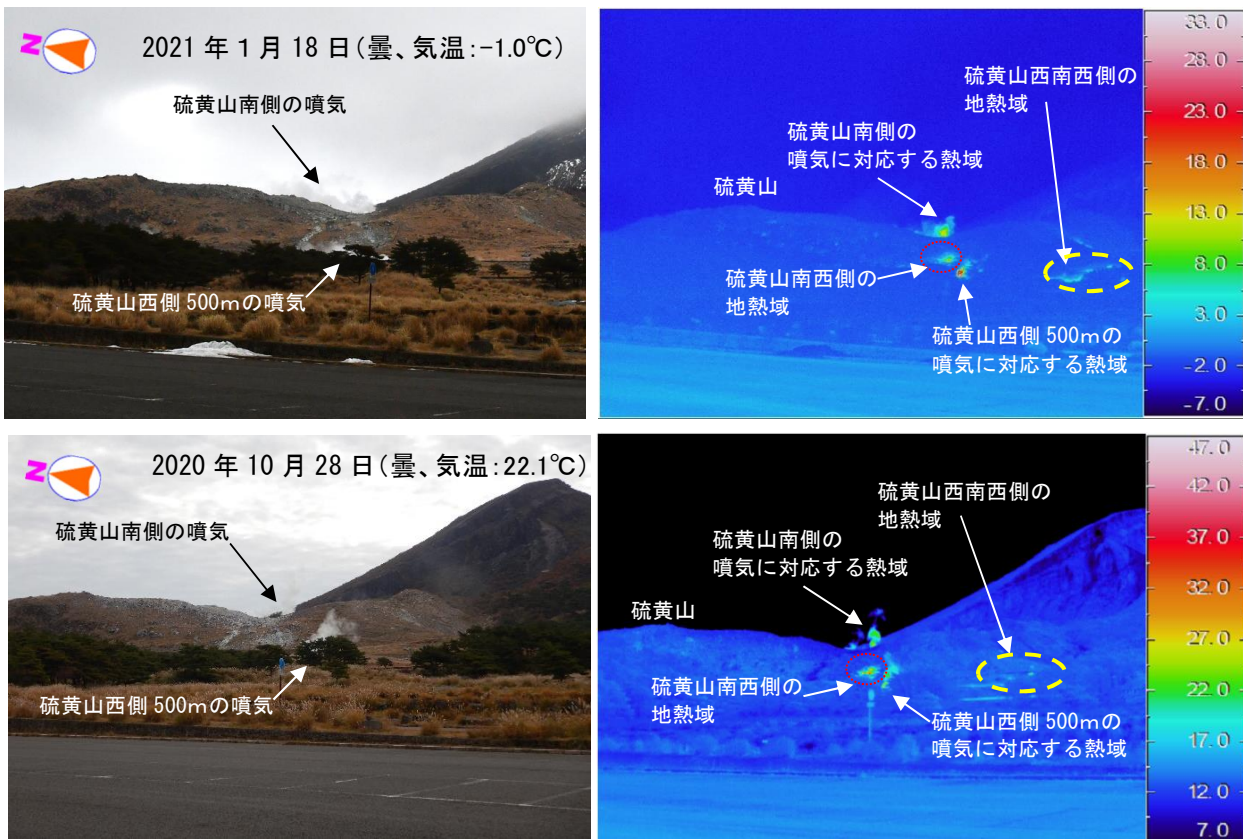 N
2021 年 1 月 18 日(曇、気温:-1.0℃)
硫黄山南側の噴気
硫黄山西側 500mの噴気
硫黄山西南西側の
地熱域
硫黄山南側の
噴気に対応する熱域
硫黄山
硫黄山南西側の
地熱域
硫黄山西側 500mの
噴気に対応する熱域
33.0
28.0
23.0
18.0
13.0
8.0
3.0
-2.0
-7.0
N
2020 年 10 月 28 日(曇、気温:22.1℃)
硫黄山南側の噴気
硫黄山西側 500mの噴気
硫黄山西南西側の
地熱域
硫黄山南側の
噴気に対応する熱域
硫黄山
硫黄山南西側の
地熱域
硫黄山西側 500mの
噴気に対応する熱域
47.0
42.0
37.0
32.0
27.0
22.0
17.0
12.0
7.0